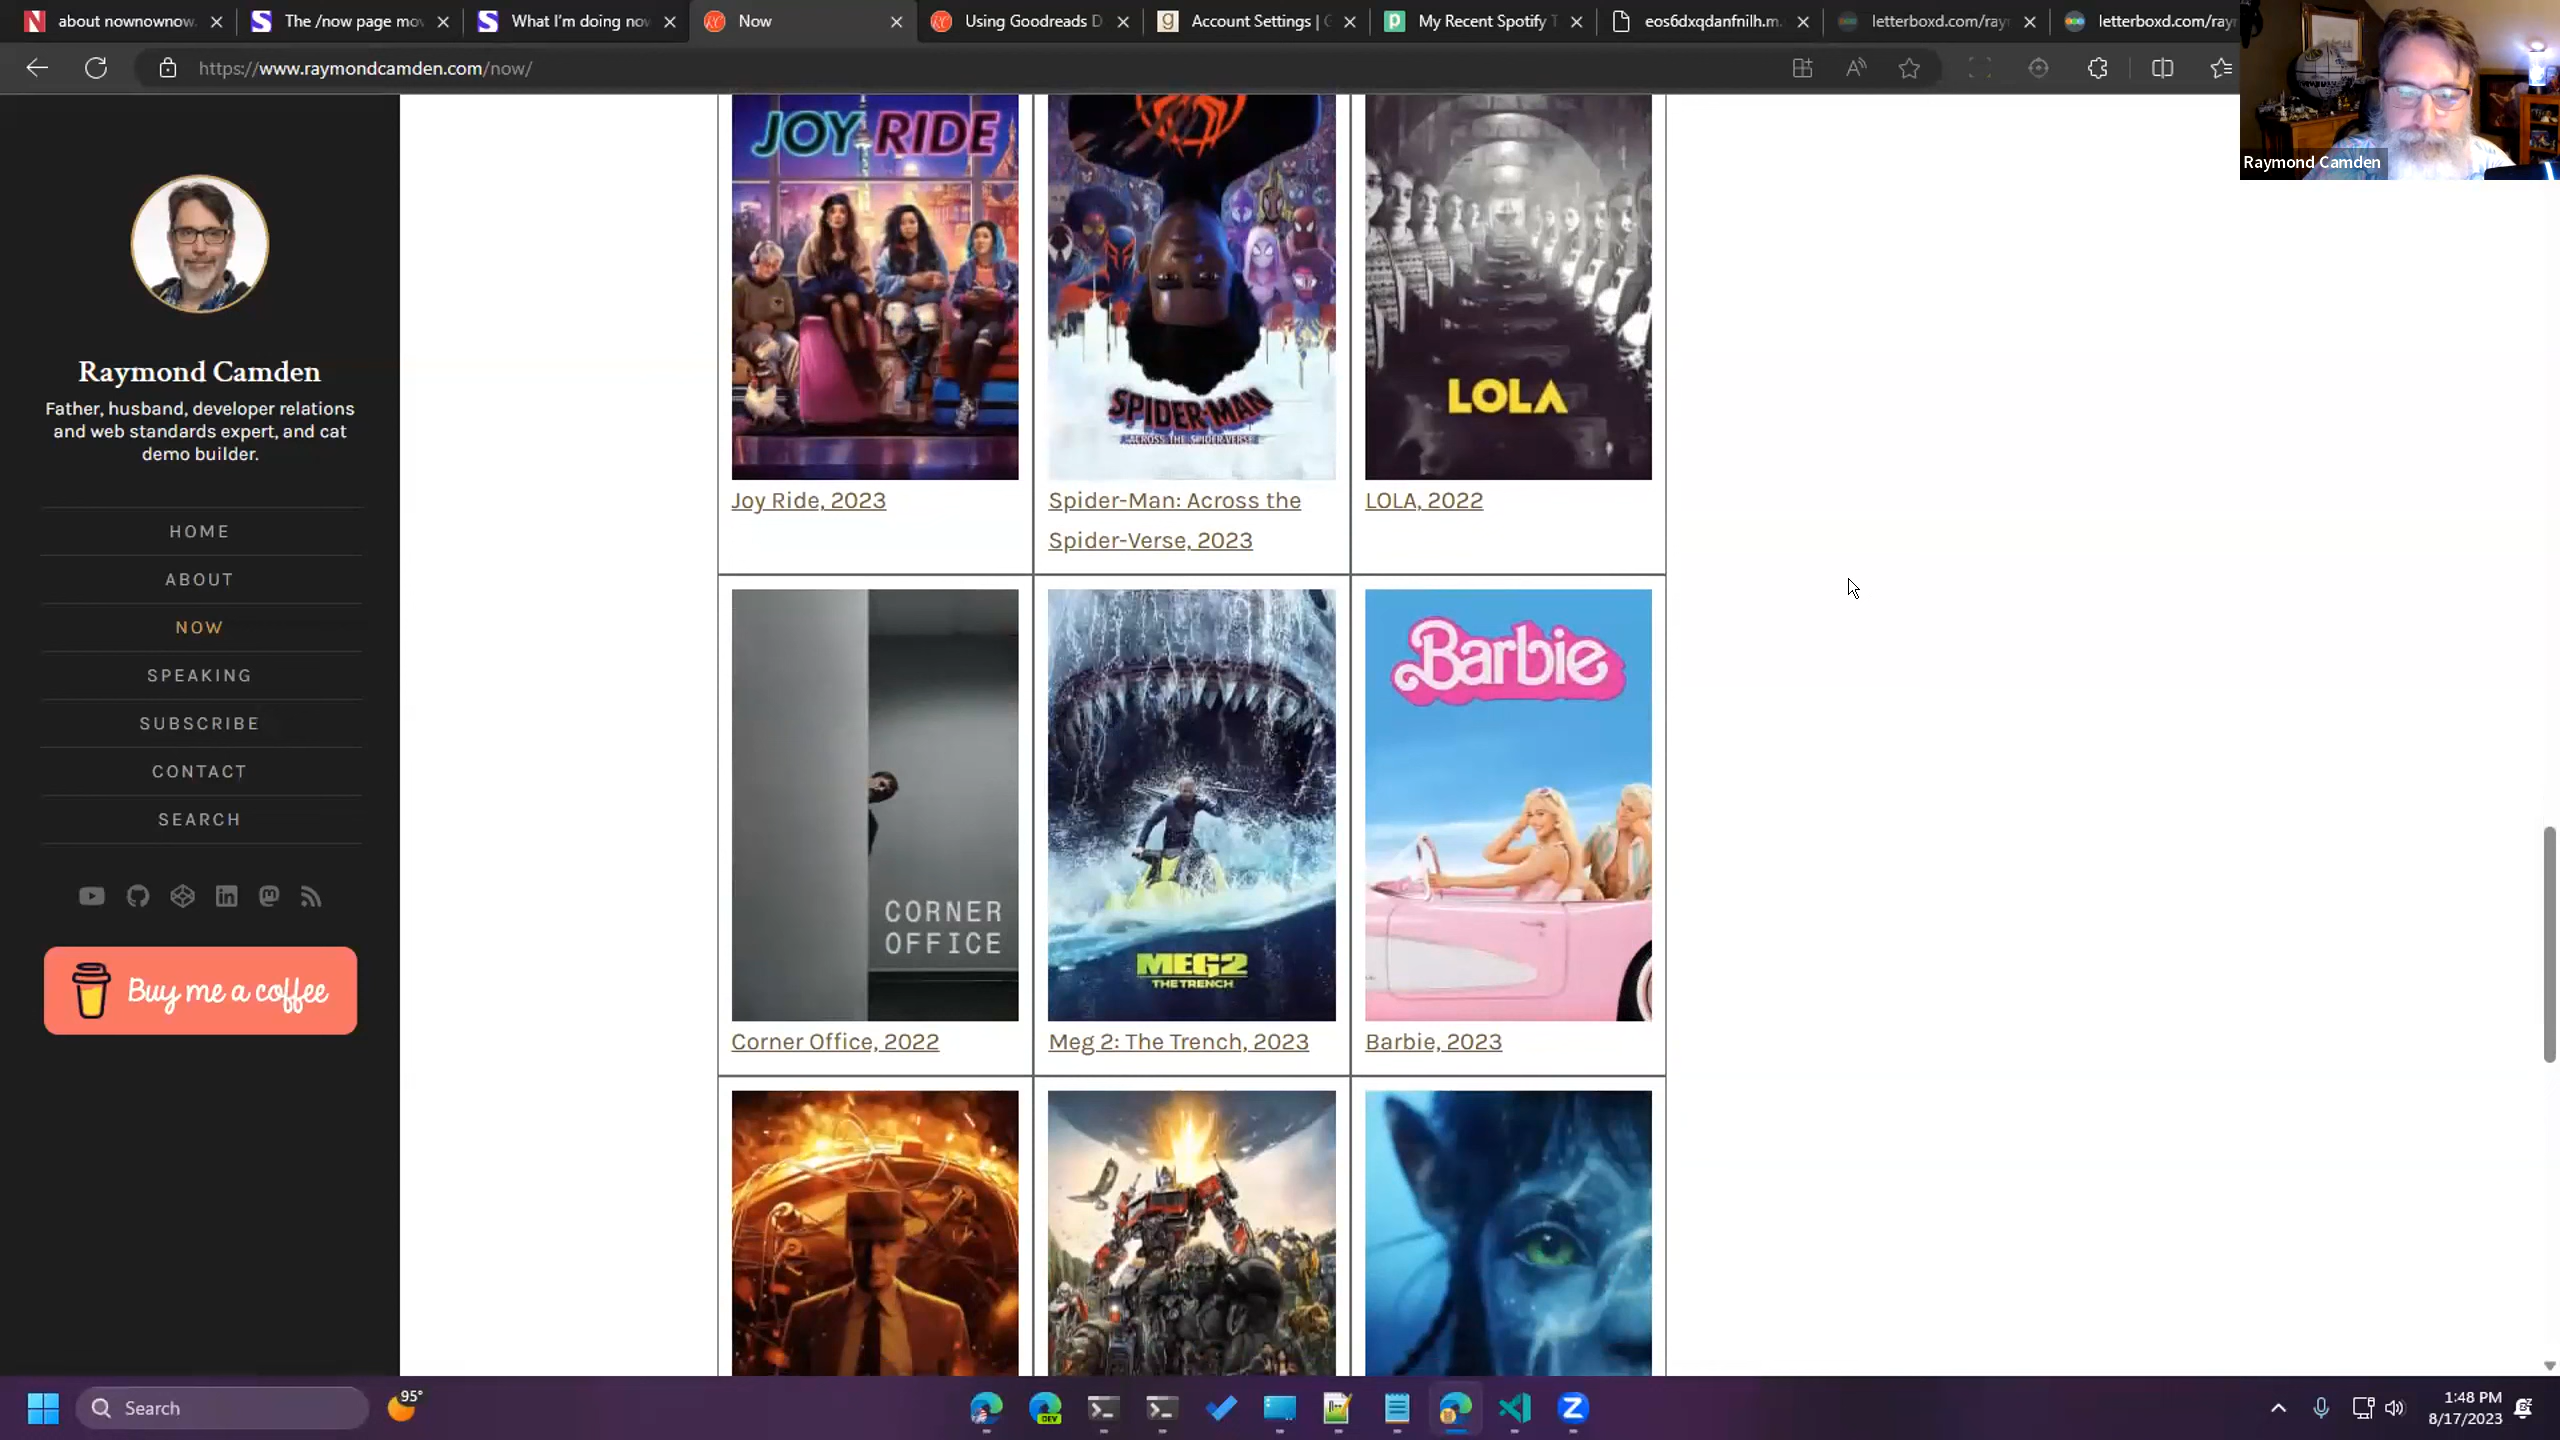 about nownownow.
The /now page mov
What I'm doing now
Now
Using Goodreads D
Account Settings | G
My Recent Spotify T
eos6dxqdanfnilh.m.
letterboxd.com/rayn
letterboxd.com/rayr
https://www.raymondcamden.com/now/
Raymond Camden
Raymond Camden
Father, husband, developer relations
and web standards expert, and cat
demo builder.
HOME
ABOUT
NOW
SPEAKING
SUBSCRIBE
CONTACT
SEARCH
Buy me a coffee
JOY RIDE
SPIDER-MAN
ACROSS THE SPIDER-VERSE
LOLA
Joy Ride, 2023
Spider-Man: Across the
Spider-Verse, 2023
LOLA, 2022
CORNER
OFFICE
MEG2
THE TRENCH
Barbie
Corner Office, 2022
Meg 2: The Trench, 2023
Barbie, 2023
Search
95°
DEV
1:48 PM
8/17/2023